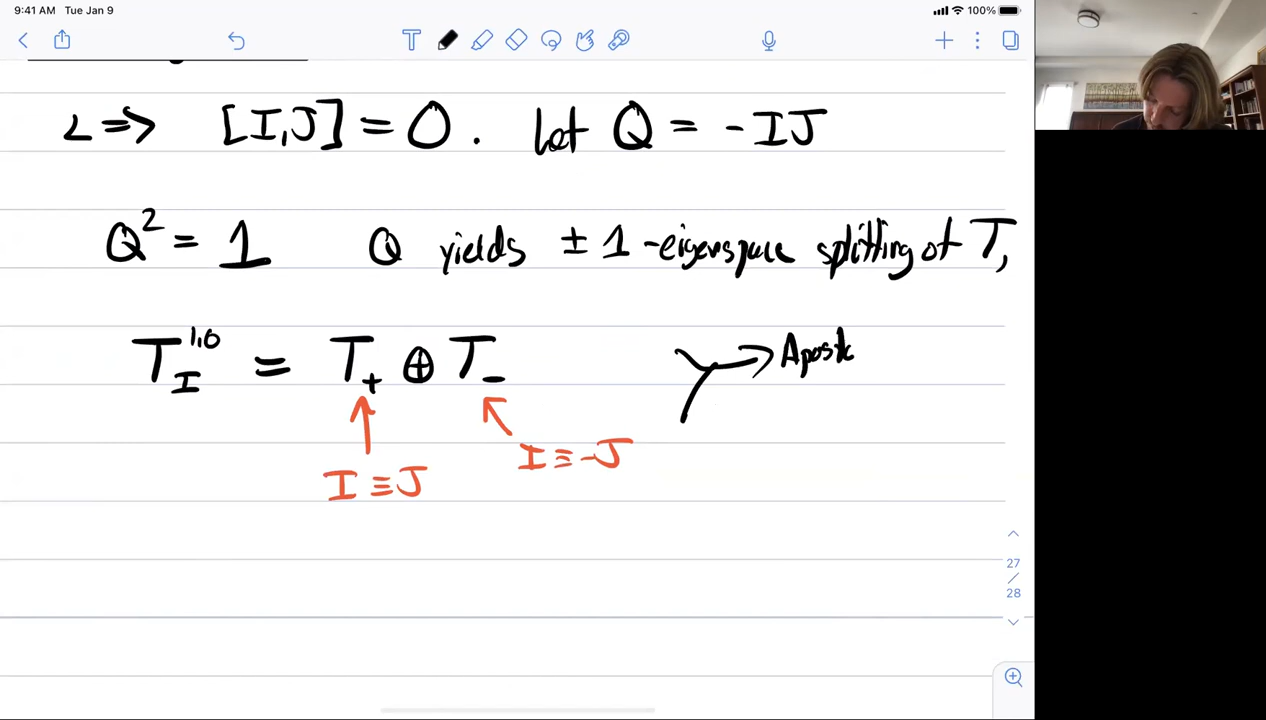 9:41 AM Tue Jan 9
100%
T
<=> [I,J] = 0. Let Q = -IJ
Q² = 1 Q yields ±1-eigenspace splitting of T,
T_I^{1,0} = T_+ ⊕ T_- → Apostc
I ≡ -J
I ≡ J
27
/
28